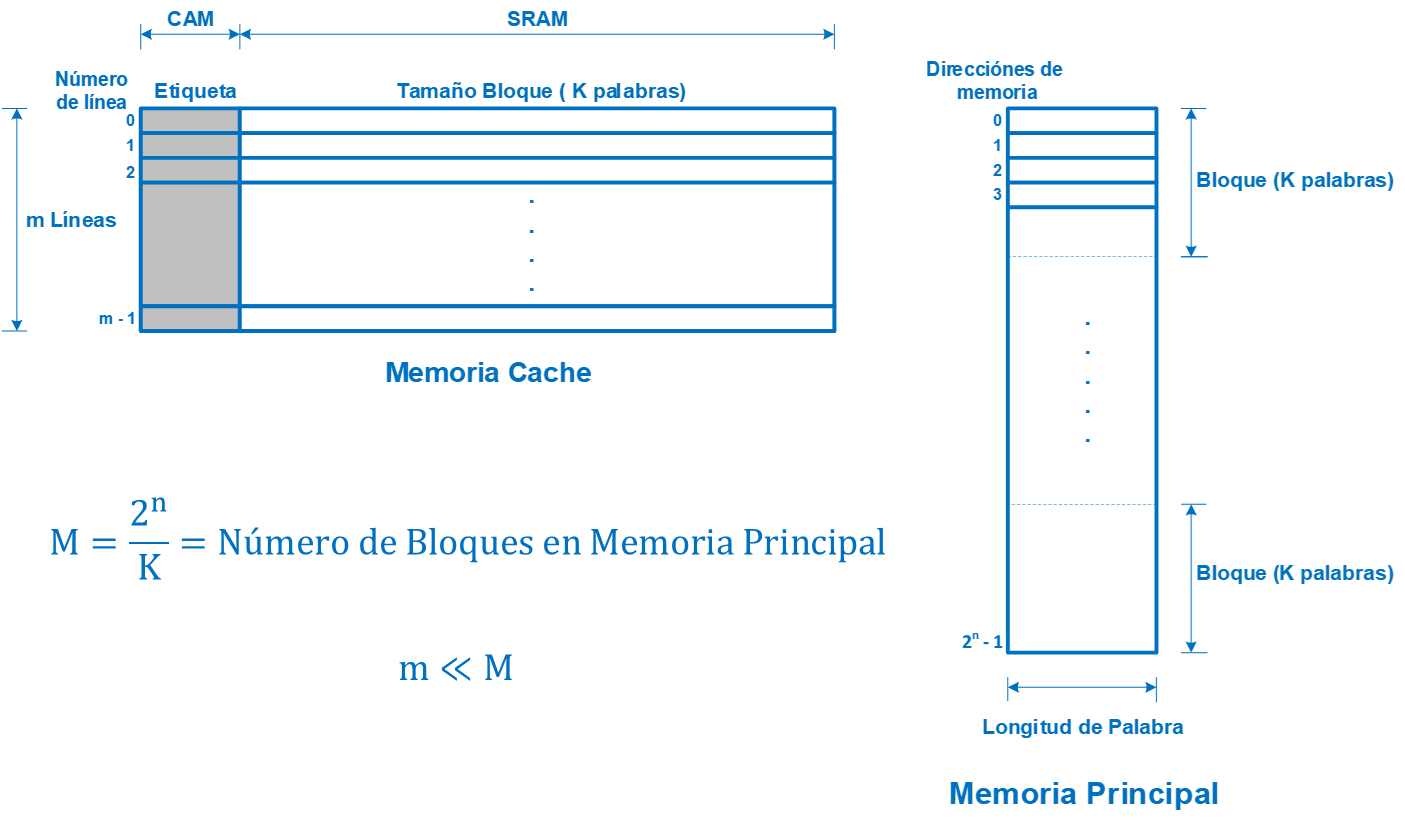 CAM
SRAM
Número
de línea
Etiqueta
Tamaño Bloque ( K palabras)
0
1
2
m Líneas
.
.
.
.
m - 1
Memoria Cache
M = 2^n / K = Número de Bloques en Memoria Principal
m ≪ M
Direcciónes de
memoria
0
1
2
3
Bloque (K palabras)
.
.
.
.
.
Bloque (K palabras)
2^n - 1
Longitud de Palabra
Memoria Principal